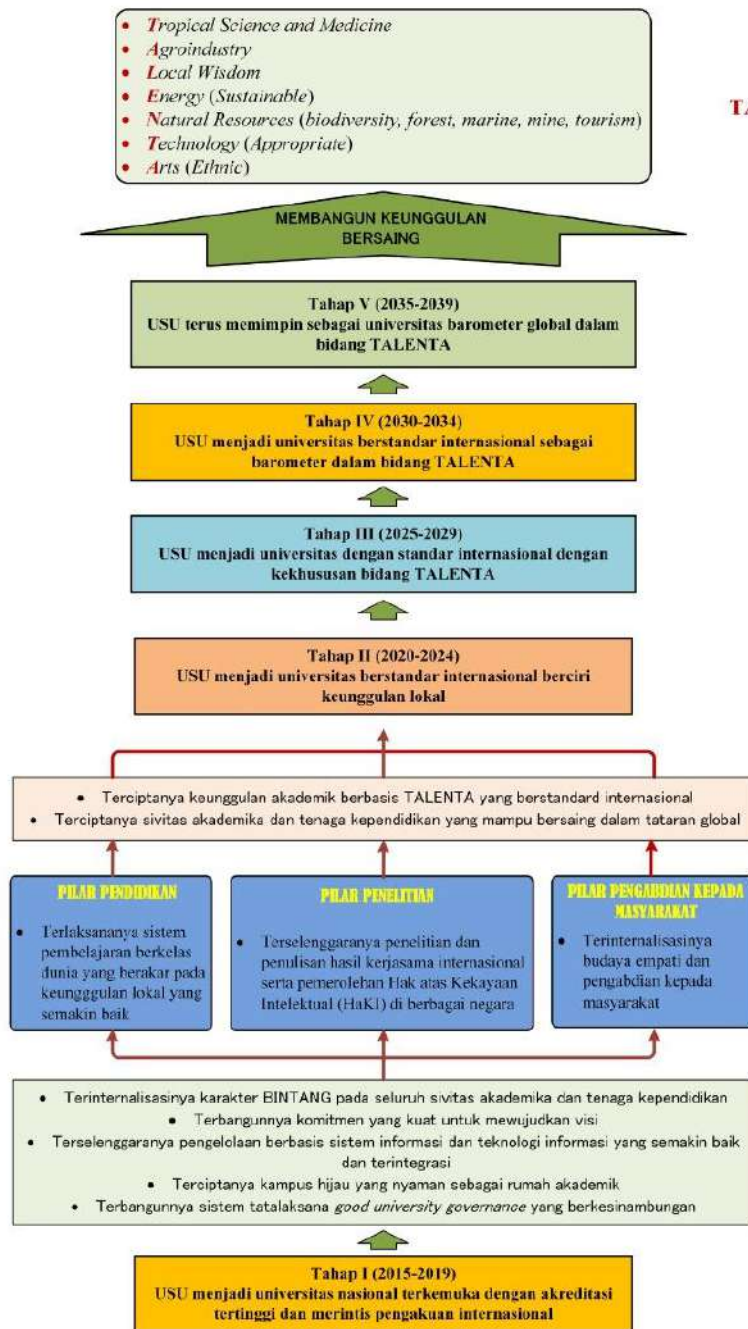 • Tropical Science and Medicine
• Agroindustry
• Local Wisdom
• Energy (Sustainable)
• Natural Resources (biodiversity, forest, marine, mine, tourism)
• Technology (Appropriate)
• Arts (Ethnic)
TA
MEMBANGUN KEUNGGULAN
BERSAING
Tahap V (2035-2039)
USU terus memimpin sebagai universitas barometer global dalam
bidang TALENTA
Tahap IV (2030-2034)
USU menjadi universitas berstandar internasional sebagai
barometer dalam bidang TALENTA
Tahap III (2025-2029)
USU menjadi universitas dengan standar internasional dengan
kekhususan bidang TALENTA
Tahap II (2020-2024)
USU menjadi universitas berstandar internasional berciri
keunggulan lokal
• Terciptanya keunggulan akademik berbasis TALENTA yang berstandard internasional
• Terciptanya sivitas akademika dan tenaga kependidikan yang mampu bersaing dalam tataran global
PILAR PENDIDIKAN
• Terlaksananya sistem
pembelajaran berkelas
dunia yang berakar pada
keungggulan lokal yang
semakin baik
PILAR PENELITIAN
• Terselenggaranya penelitian dan
penulisan hasil kerjasama internasional
serta pemerolehan Hak atas Kekayaan
Intelektual (HaKI) di berbagai negara
PILAR PENGABDIAN KEPADA
MASYARAKAT
• Terinternalisasinya
budaya empati dan
pengabdian kepada
masyarakat
• Terinternalisasinya karakter BINTANG pada seluruh sivitas akademika dan tenaga kependidikan
• Terbangunnya komitmen yang kuat untuk mewujudkan visi
• Terselenggaranya pengelolaan berbasis sistem informasi dan teknologi informasi yang semakin baik
dan terintegrasi
• Terciptanya kampus hijau yang nyaman sebagai rumah akademik
• Terbangunnya sistem tatalaksana good university governance yang berkesinambungan
Tahap I (2015-2019)
USU menjadi universitas nasional terkemuka dengan akreditasi
tertinggi dan merintis pengakuan internasional